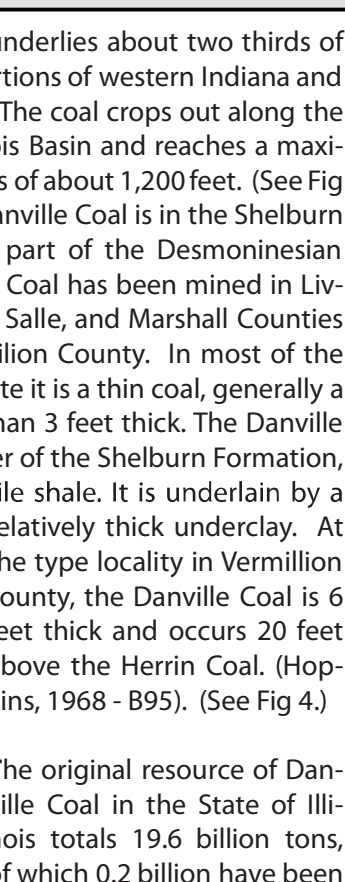 underlies about two thirds of
rtions of western Indiana and
The coal crops out along the
is Basin and reaches a maxi-
s of about 1,200 feet. (See Fig
anville Coal is in the Shelburn
part of the Desmoninesian
Coal has been mined in Liv-
Salle, and Marshall Counties
ilion County. In most of the
te it is a thin coal, generally a
han 3 feet thick. The Danville
er of the Shelburn Formation,
ile shale. It is underlain by a
elatively thick underclay. At
he type locality in Vermillion
ounty, the Danville Coal is 6
eet thick and occurs 20 feet
bove the Herrin Coal. (Hop-
ins, 1968 - B95). (See Fig 4.)
The original resource of Dan-
ille Coal in the State of Illi-
nois totals 19.6 billion tons,
of which 0.2 billion have been